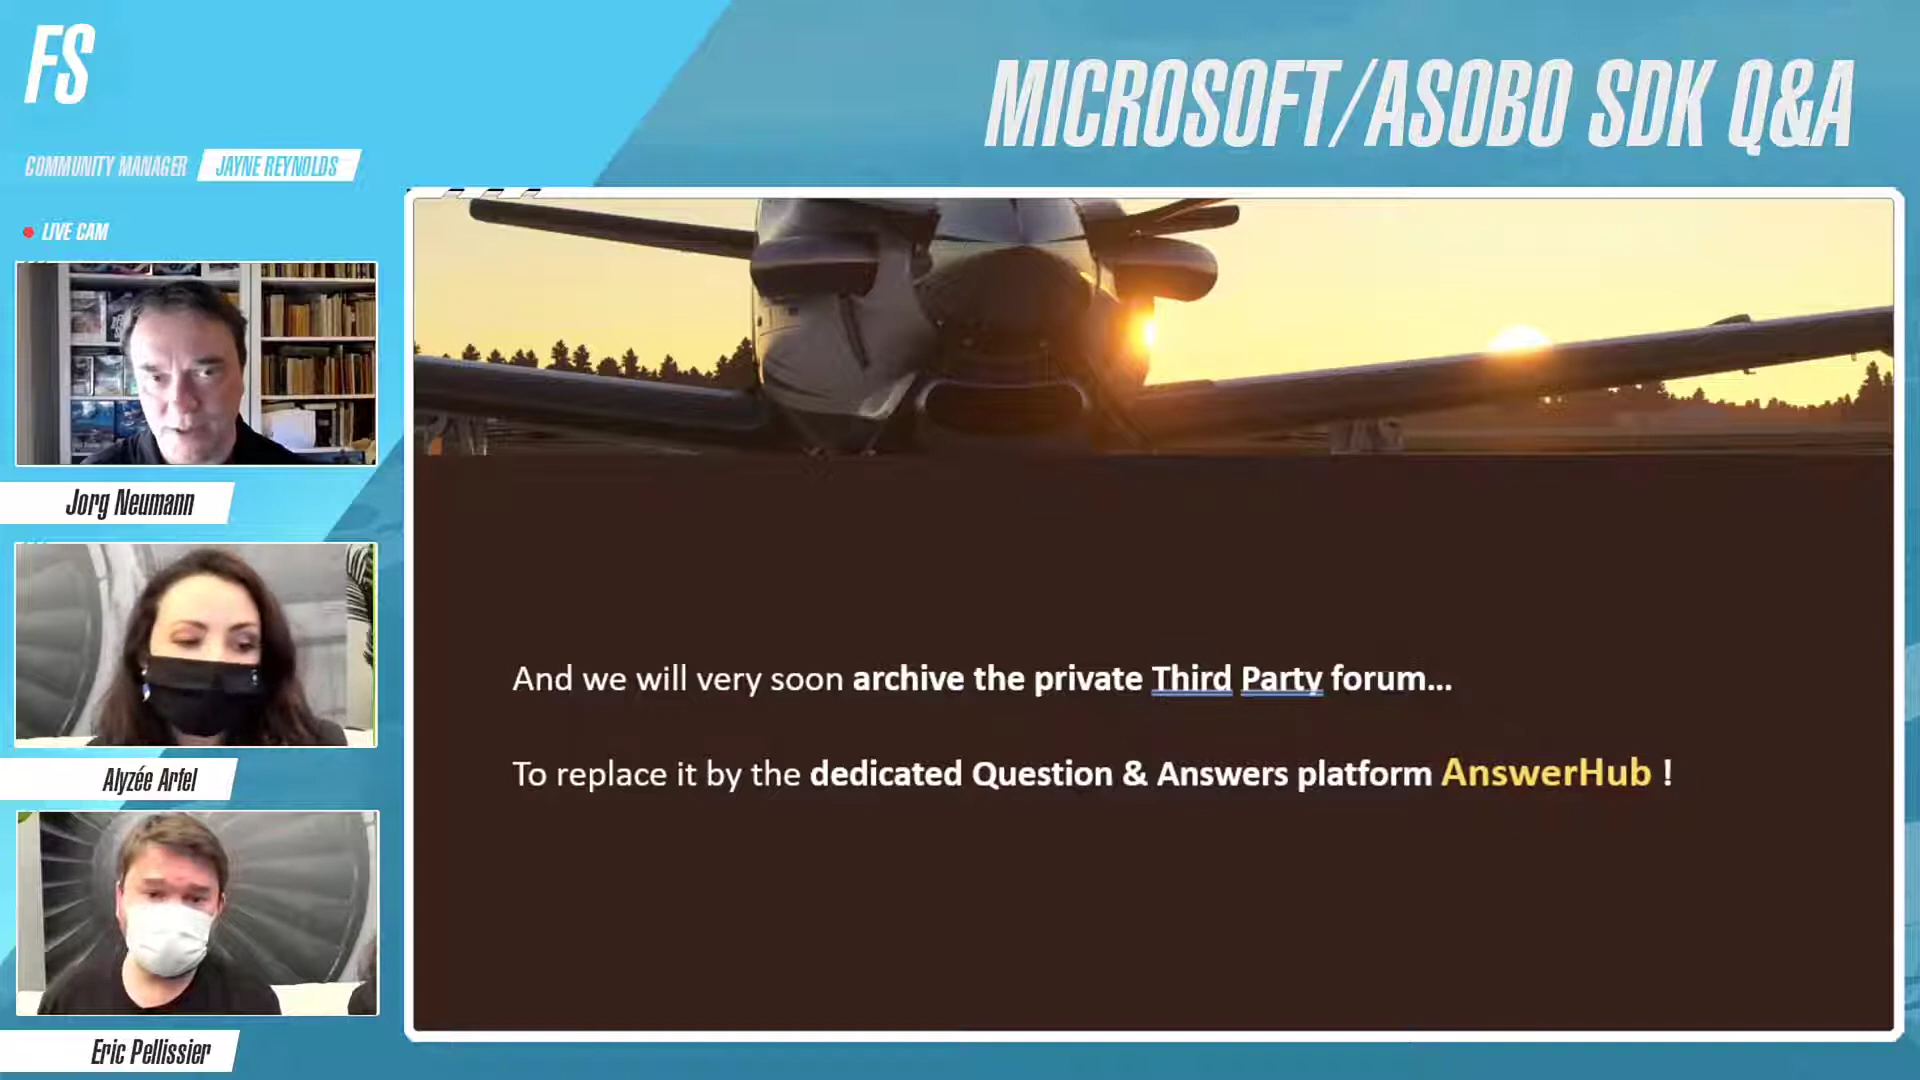 FS
MICROSOFT/ASOBO SDK Q&A
COMMUNITY MANAGER JAYNE REYNOLDS
LIVE CAM
Jorg Neumann
Alyzée Arfel
Eric Pellissier
And we will very soon archive the private Third Party forum...
To replace it by the dedicated Question & Answers platform AnswerHub !